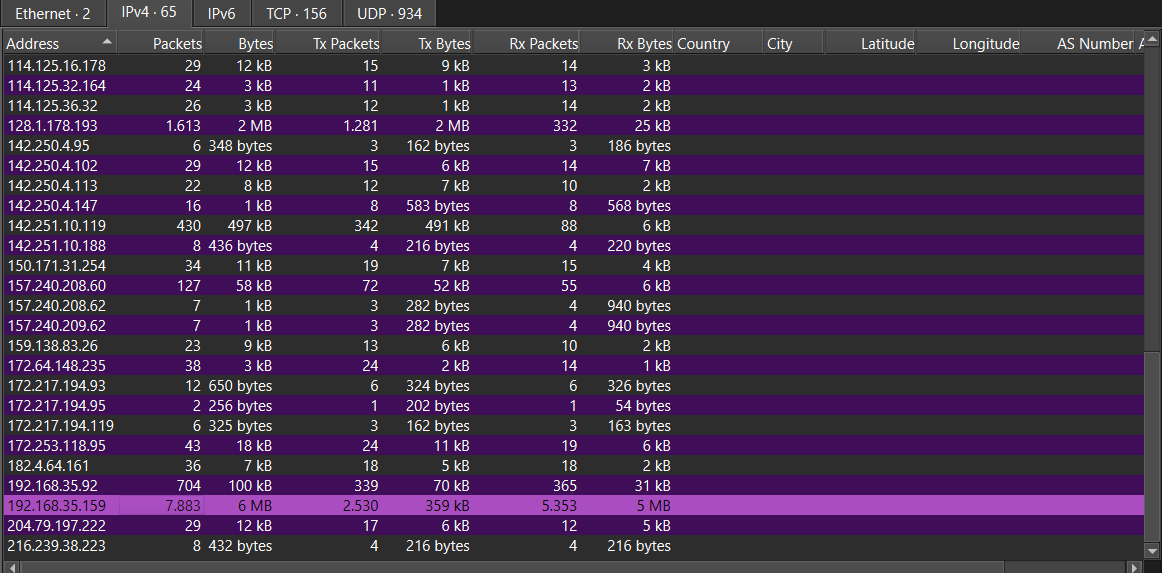 Ethernet · 2 IPv4 · 65 IPv6 TCP · 156 UDP · 934
Address Packets Bytes Tx Packets Tx Bytes Rx Packets Rx Bytes Country City Latitude Longitude AS Number
114.125.16.178 29 12 kB 15 9 kB 14 3 kB
114.125.32.164 24 3 kB 11 1 kB 13 2 kB
114.125.36.32 26 3 kB 12 1 kB 14 2 kB
128.1.178.193 1.613 2 MB 1.281 2 MB 332 25 kB
142.250.4.95 6 348 bytes 3 162 bytes 3 186 bytes
142.250.4.102 29 12 kB 15 6 kB 14 7 kB
142.250.4.113 22 8 kB 12 7 kB 10 2 kB
142.250.4.147 16 1 kB 8 583 bytes 8 568 bytes
142.251.10.119 430 497 kB 342 491 kB 88 6 kB
142.251.10.188 8 436 bytes 4 216 bytes 4 220 bytes
150.171.31.254 34 11 kB 19 7 kB 15 4 kB
157.240.208.60 127 58 kB 72 52 kB 55 6 kB
157.240.208.62 7 1 kB 3 282 bytes 4 940 bytes
157.240.209.62 7 1 kB 3 282 bytes 4 940 bytes
159.138.83.26 23 9 kB 13 6 kB 10 2 kB
172.64.148.235 38 3 kB 24 2 kB 14 1 kB
172.217.194.93 12 650 bytes 6 324 bytes 6 326 bytes
172.217.194.95 2 256 bytes 1 202 bytes 1 54 bytes
172.217.194.119 6 325 bytes 3 162 bytes 3 163 bytes
172.253.118.95 43 18 kB 24 11 kB 19 6 kB
182.4.64.161 36 7 kB 18 5 kB 18 2 kB
192.168.35.92 704 100 kB 339 70 kB 365 31 kB
192.168.35.159 7.883 6 MB 2.530 359 kB 5.353 5 MB
204.79.197.222 29 12 kB 17 6 kB 12 5 kB
216.239.38.223 8 432 bytes 4 216 bytes 4 216 bytes